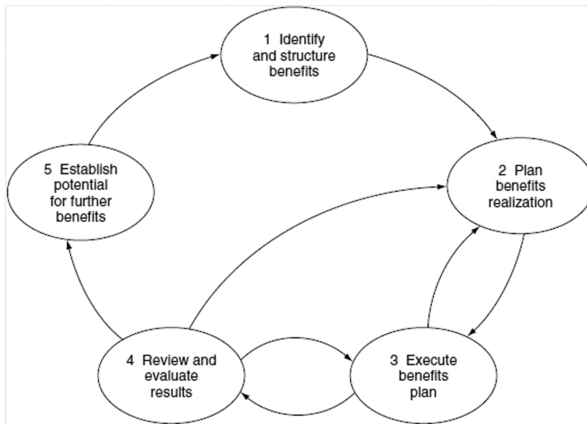 1 Identify
and structure
benefits
2 Plan
benefits
realization
3 Execute
benefits
plan
4 Review and
evaluate
results
5 Establish
potential
for further
benefits